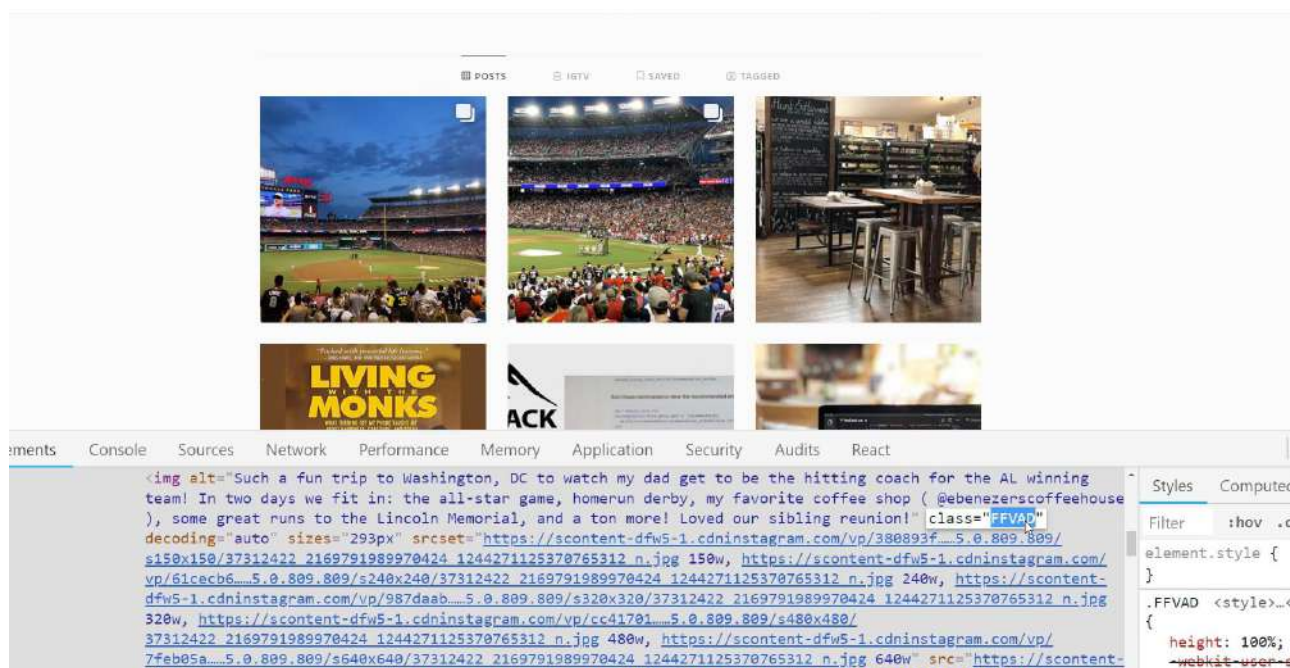 POSTS IGTV SAVED TAGGED
LIVING
WITH THE
MONKS
ACK
ements Console Sources Network Performance Memory Application Security Audits React
<img alt="Such a fun trip to Washington, DC to watch my dad get to be the hitting coach for the AL winning
team! In two days we fit in: the all-star game, homerun derby, my favorite coffee shop ( @ebenezerscoffeehouse
), some great runs to the Lincoln Memorial, and a ton more! Loved our sibling reunion!" class="FFVAD"
decoding="auto" sizes="293px" srcset="https://scontent-dfw5-1.cdninstagram.com/vp/380893f……5.0.809.809/
s150x150/37312422_2169791989970424_1244271125370765312_n.jpg 150w, https://scontent-dfw5-1.cdninstagram.com/
vp/61cecb6……5.0.809.809/s240x240/37312422_2169791989970424_1244271125370765312_n.jpg 240w, https://scontent-
dfw5-1.cdninstagram.com/vp/987daab……5.0.809.809/s320x320/37312422_2169791989970424_1244271125370765312_n.jpg
320w, https://scontent-dfw5-1.cdninstagram.com/vp/cc41701……5.0.809.809/s480x480/
37312422_2169791989970424_1244271125370765312_n.jpg 480w, https://scontent-dfw5-1.cdninstagram.com/vp/
7feb05a……5.0.809.809/s640x640/37312422_2169791989970424_1244271125370765312_n.jpg 640w" src="https://scontent-
Styles Computed
Filter :hov .c
element.style {
}
.FFVAD <style>…<
{
height: 100%;
-webkit-user-s